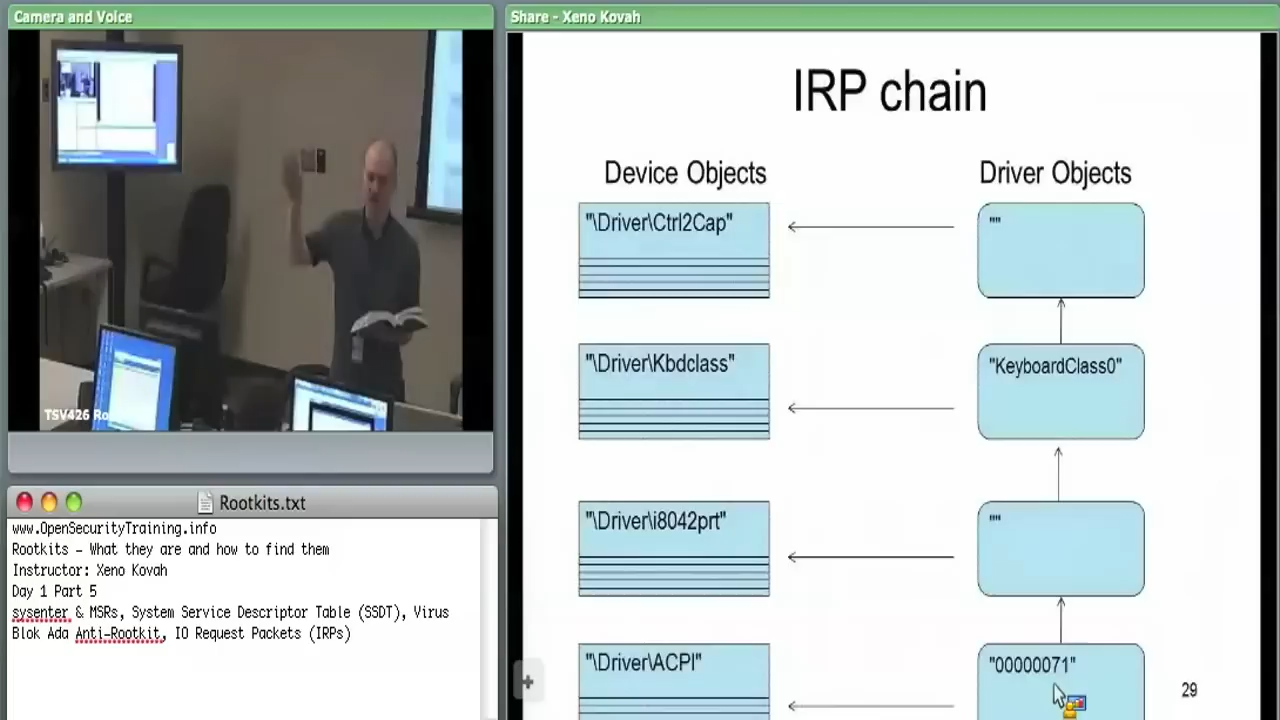 Camera and Voice
TSV426 Ro
Share - Xeno Kovah
IRP chain
Device Objects
Driver Objects
"\Driver\Ctrl2Cap"
""
"\Driver\Kbdclass"
"KeyboardClass0"
"\Driver\i8042prt"
""
"\Driver\ACPI"
"00000071"
29
Rootkits.txt
www.OpenSecurityTraining.info
Rootkits – What they are and how to find them
Instructor: Xeno Kovah
Day 1 Part 5
sysenter & MSRs, System Service Descriptor Table (SSDT), Virus
Blok Ada Anti-Rootkit, IO Request Packets (IRPs)